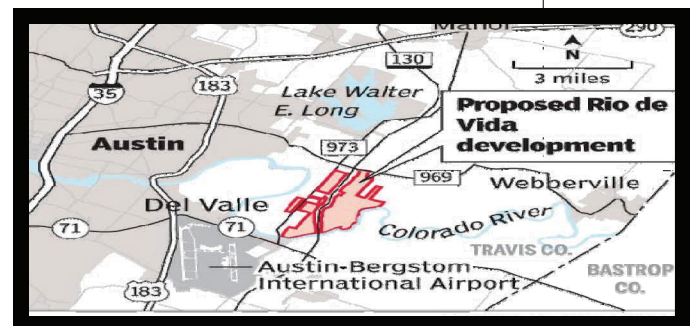 Manor
290
130
N
3 miles
183
35
Lake Walter
E. Long
Proposed Rio de
Vida
development
Austin
973
969
Webberville
Del Valle
71
71
Colorado River
TRAVIS CO.
BASTROP
CO.
Austin-Bergstom
International Airport
183